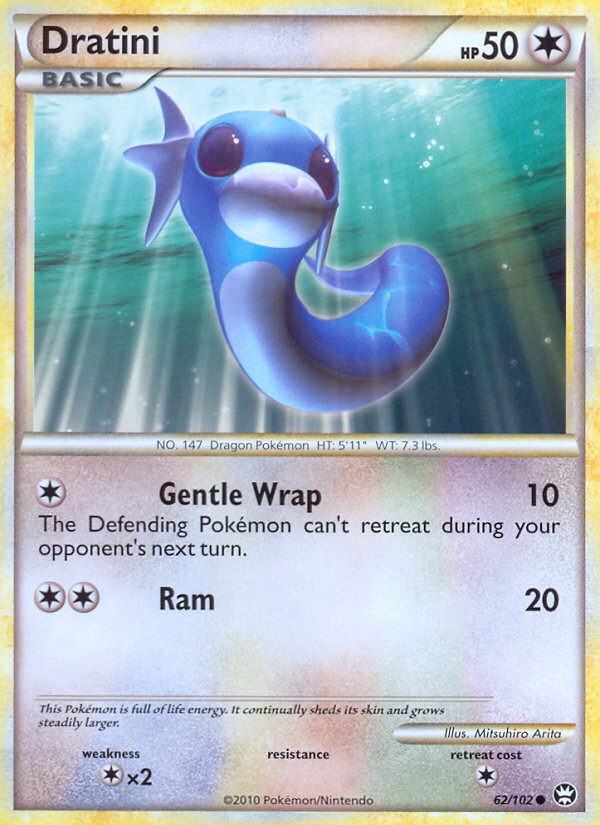 Dratini
HP 50
BASIC
NO. 147 Dragon Pokémon HT: 5'11" WT: 7.3 lbs.
Gentle Wrap 10
The Defending Pokémon can't retreat during your
opponent's next turn.
Ram 20
This Pokémon is full of life energy. It continually sheds its skin and grows
steadily larger.
Illus. Mitsuhiro Arita
weakness resistance retreat cost
×2
©2010 Pokémon/Nintendo 62/102